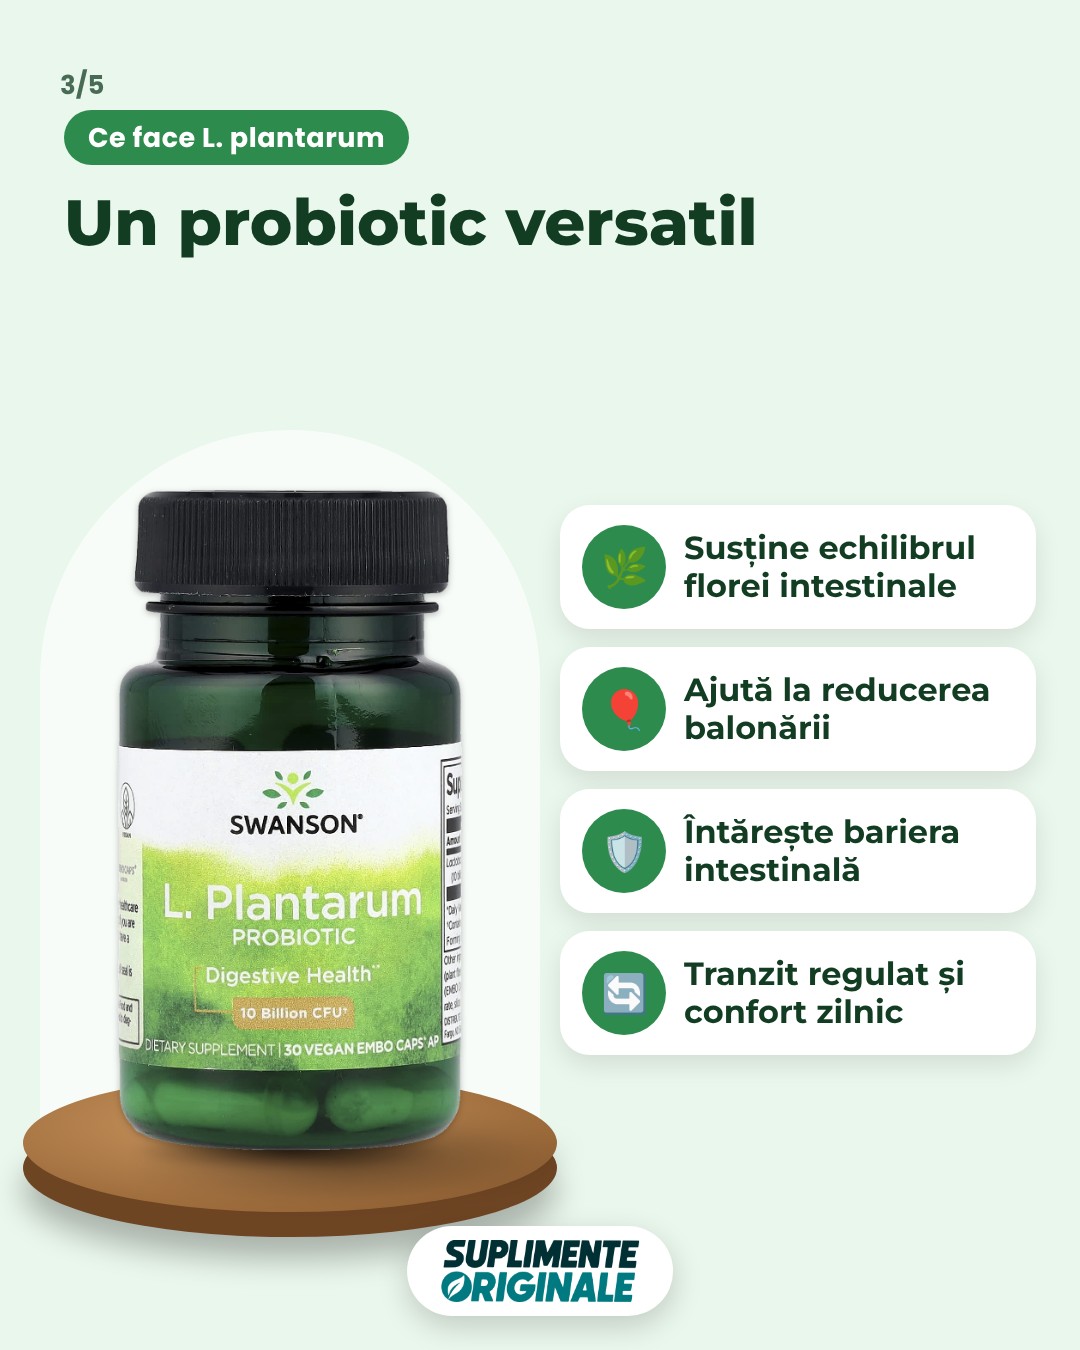 3/5
Ce face L. plantarum
Un probiotic versatil
Susține echilibrul
florei intestinale
Ajută la reducerea
balonării
Întărește bariera
intestinală
Tranzit regulat și
confort zilnic
SWANSON®
L. Plantarum
PROBIOTIC
Digestive Health
10 Billion CFU*
DIETARY SUPPLEMENT | 30 VEGAN EMBO CAPS® AP
SUPLIMENTE
ORIGINALE